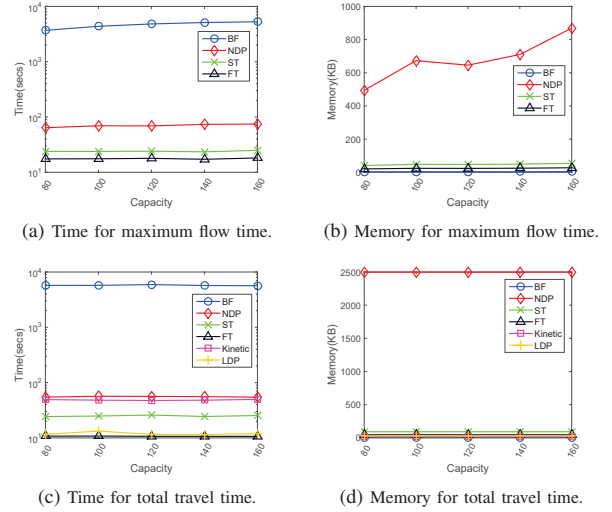 10^4
10^3
10^2
10^1
Time(secs)
80
100
120
140
160
Capacity
BF
NDP
ST
FT
(a) Time for maximum flow time.
1000
800
600
400
200
0
Memory(KB)
80
100
120
140
160
Capacity
BF
NDP
ST
FT
(b) Memory for maximum flow time.
10^4
10^3
10^2
10
Time(secs)
80
100
120
140
160
Capacity
BF
NDP
ST
FT
Kinetic
LDP
(c) Time for total travel time.
2500
2000
1500
1000
500
0
Memory(KB)
80
100
120
140
160
Capacity
BF
NDP
ST
FT
Kinetic
LDP
(d) Memory for total travel time.